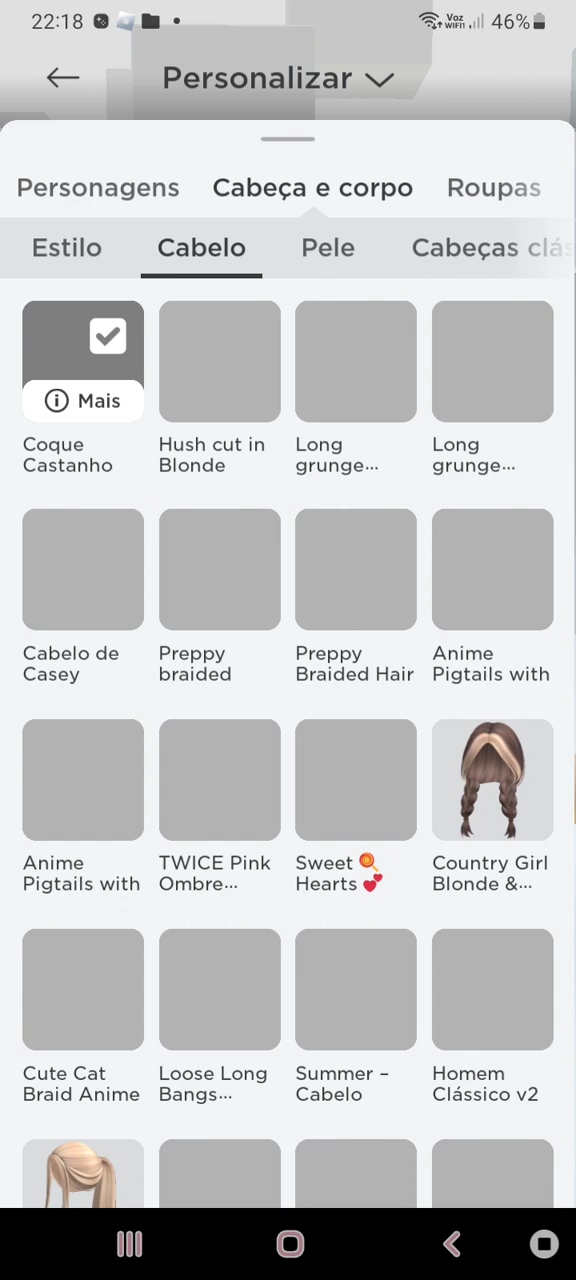 22:18
Voz
WIFI1
46%
Personalizar
Personagens Cabeça e corpo Roupas
Estilo Cabelo Pele Cabeças clás
Mais
Coque
Castanho
Hush cut in
Blonde
Long
grunge...
Long
grunge...
Cabelo de
Casey
Preppy
braided
Preppy
Braided Hair
Anime
Pigtails with
Anime
Pigtails with
TWICE Pink
Ombre...
Sweet 🍭
Hearts 💕
Country Girl
Blonde &...
Cute Cat
Braid Anime
Loose Long
Bangs...
Summer –
Cabelo
Homem
Clássico v2